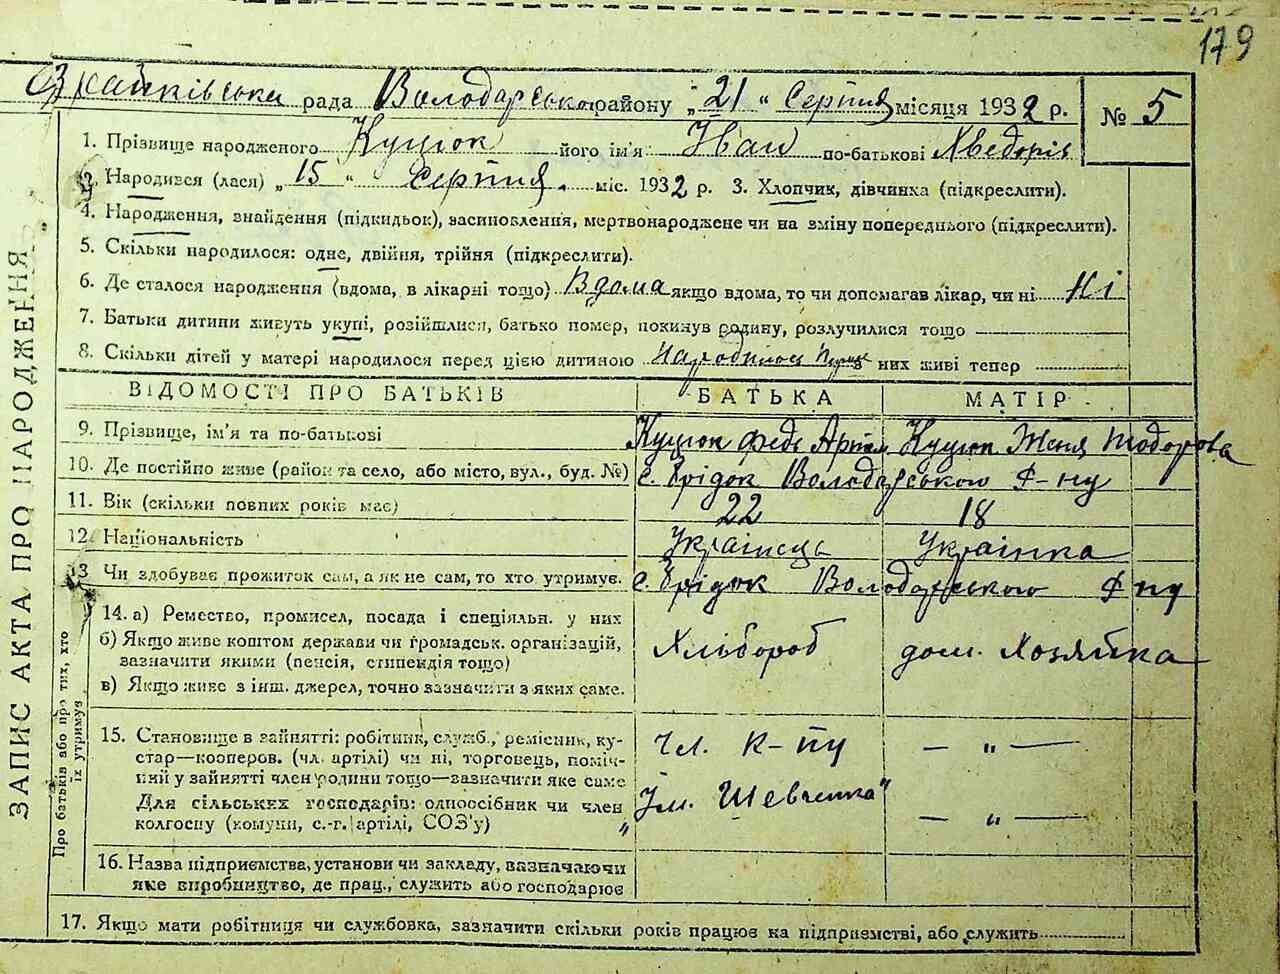 179
рада Володарського району „21“ Серпня місяця 1932 р. № 5
1. Прізвище народженого Куцюк його ім'я Іван по-батькові Хведорів
2. Народився (лася) „15“ Серпня. міс. 1932 р. 3. Хлопчик, дівчинка (підкреслити).
4. Народження, знайдення (підкидьок), засиновлення, мертвонароджене чи на зміну попереднього (підкреслити).
5. Скільки народилося: одне, двійня, трійня (підкреслити).
6. Де сталося народження (вдома, в лікарні тощо) Вдома якщо вдома, то чи допомагав лікар, чи ні Ні
7. Батьки дитини живуть укупі, розійшлися, батько помер, покинув родину, розлучилися тощо
8. Скільки дітей у матері народилося перед цією дитиною Народилось них живі тепер
ЗАПИС АКТА ПРО НАРОДЖЕННЯ
ВІДОМОСТІ ПРО БАТЬКІВ БАТЬКА МАТІР
9. Прізвище, ім'я та по-батькові Куцюк Федь Куцюк Женя Тодорова
10. Де постійно живе (район та село, або місто, вул., буд. №) с. Володарського Р-ну
11. Вік (скільки повних років має) 22 18
12. Національність Українець Українка
13. Чи здобуває прожиток сам, а як не сам, то хто утримує. с. Володарського Р-ну
Про батьків або про тих, хто їх утримує
14. а) Ремество, промисел, посада і спеціяльн. у них
б) Якщо живе коштом держави чи громадськ. організацій, Хлібороб дом. Хозяйка
зазначити якими (пенсія, стипендія тощо)
в) Якщо живе з інш. джерел, точно зазначити з яких саме.
15. Становище в зайнятті: робітник, служб., ремісник, ку-
стар—кооперов. (чл. артілі) чи ні, торговець, поміч- Чл. К-пу — „ —
ний у зайнятті член родини тощо—зазначити яке саме
Для сільських господарів: одноосібник чи член Ім. Шевченка"
колгоспу (комуни, с.-г. артілі, СОЗ'у) „ — „ —
16. Назва підприємства, установи чи закладу, вазначаючи
яке виробництво, де прац., служить або господарює
17. Якщо мати робітниця чи службовка, зазначити скільки років працює на підприємстві, або служить